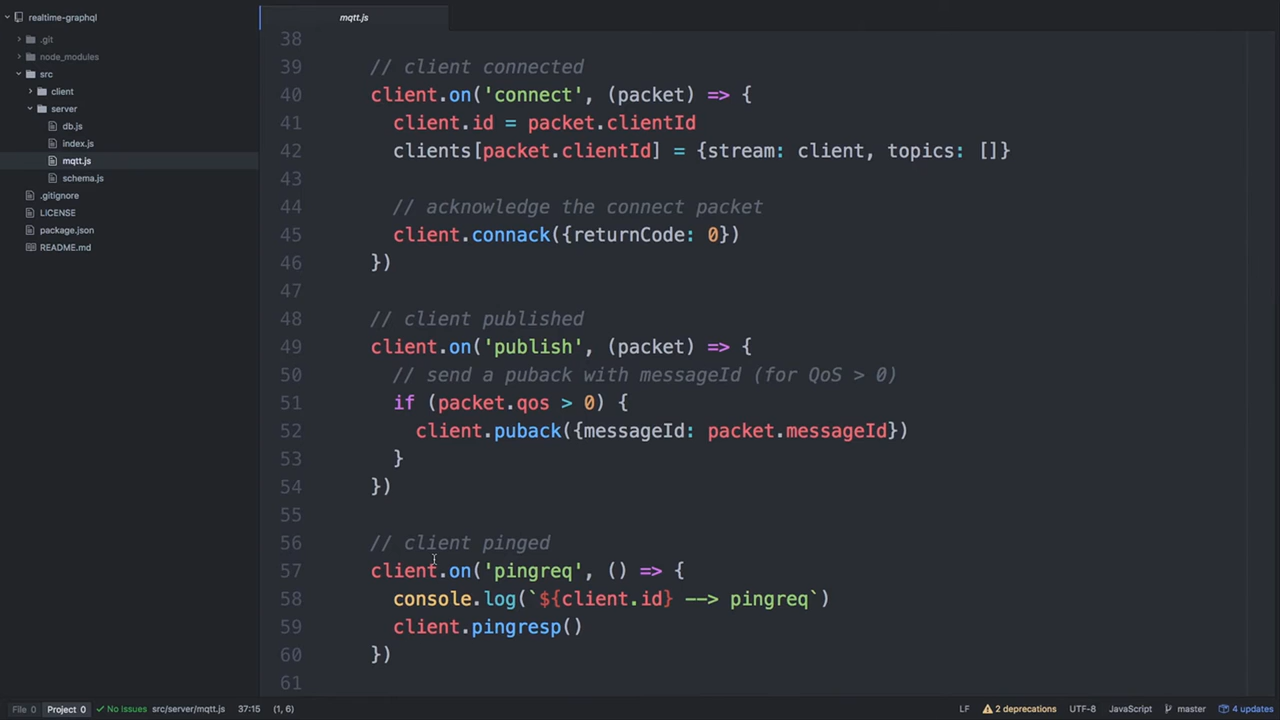 realtime-graphql
.git
node_modules
src
client
server
db.js
index.js
mqtt.js
schema.js
.gitignore
LICENSE
package.json
README.md
mqtt.js
38
39 // client connected
40 client.on('connect', (packet) => {
41 client.id = packet.clientId
42 clients[packet.clientId] = {stream: client, topics: []}
43
44 // acknowledge the connect packet
45 client.connack({returnCode: 0})
46 })
47
48 // client published
49 client.on('publish', (packet) => {
50 // send a puback with messageId (for QoS > 0)
51 if (packet.qos > 0) {
52 client.puback({messageId: packet.messageId})
53 }
54 })
55
56 // client pinged
57 client.on('pingreq', () => {
58 console.log(`${client.id} --> pingreq`)
59 client.pingresp()
60 })
61
File 0 Project 0 No issues src/server/mqtt.js 37:15 (1, 6) LF 2 deprecations UTF-8 JavaScript master 4 updates